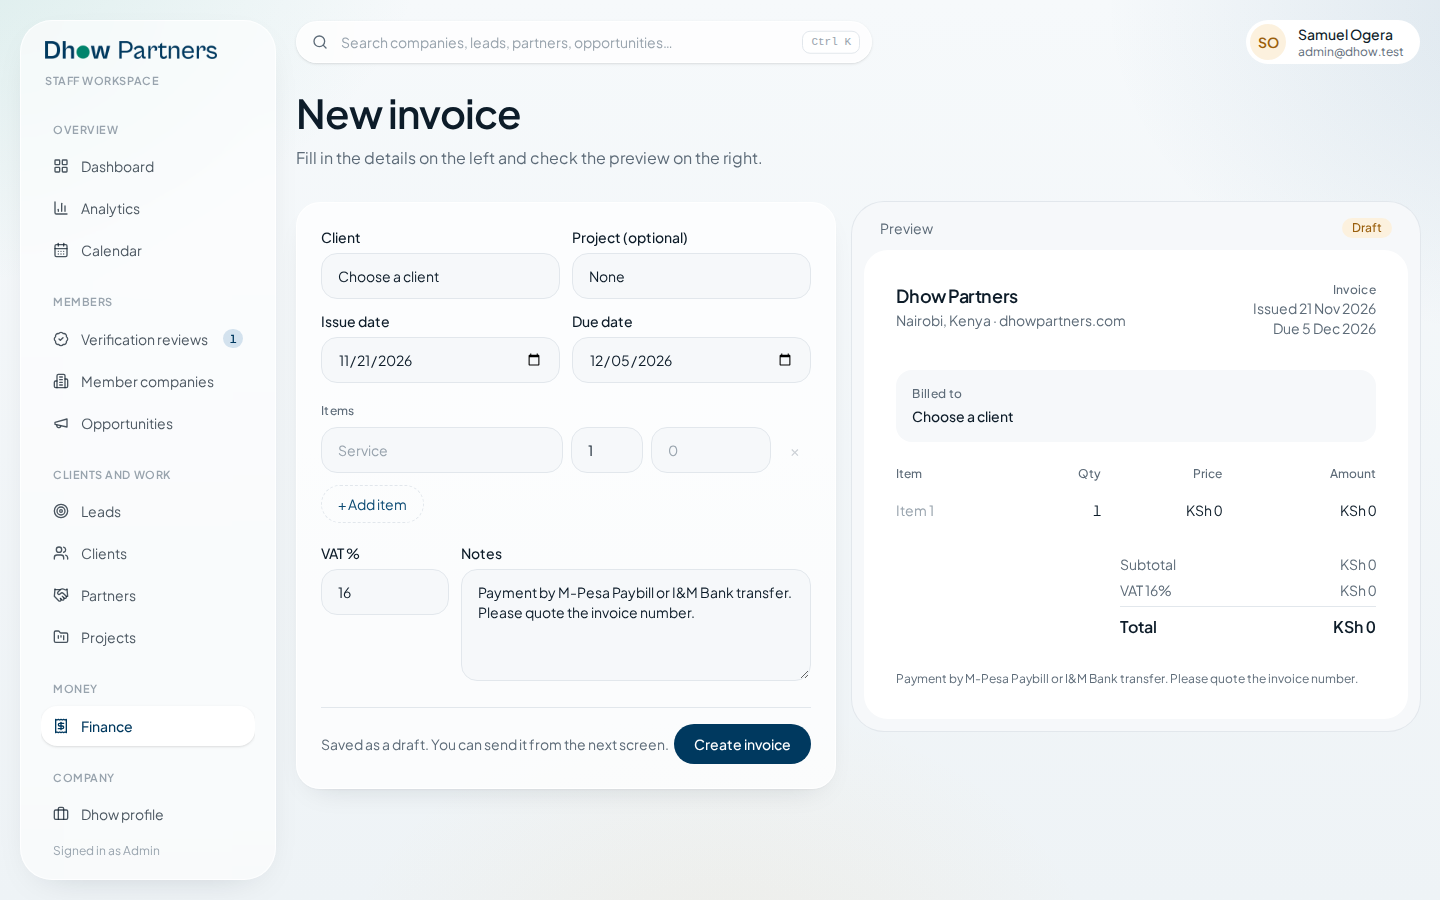 Dhow Partners
STAFF WORKSPACE
OVERVIEW
Dashboard
Analytics
Calendar
MEMBERS
Verification reviews 1
Member companies
Opportunities
CLIENTS AND WORK
Leads
Clients
Partners
Projects
MONEY
Finance
COMPANY
Dhow profile
Signed in as Admin
Search companies, leads, partners, opportunities... Ctrl K
SO
Samuel Ogera
admin@dhow.test
New invoice
Fill in the details on the left and check the preview on the right.
Client Project (optional)
Choose a client None
Issue date Due date
11/21/2026 12/05/2026
Items
Service 1 0 ×
+ Add item
VAT % Notes
16
Payment by M-Pesa Paybill or I&M Bank transfer.
Please quote the invoice number.
Saved as a draft. You can send it from the next screen. Create invoice
Preview Draft
Dhow Partners
Nairobi, Kenya · dhowpartners.com
Invoice
Issued 21 Nov 2026
Due 5 Dec 2026
Billed to
Choose a client
Item Qty Price Amount
Item 1 1 KSh 0 KSh 0
Subtotal KSh 0
VAT 16% KSh 0
Total KSh 0
Payment by M-Pesa Paybill or I&M Bank transfer. Please quote the invoice number.